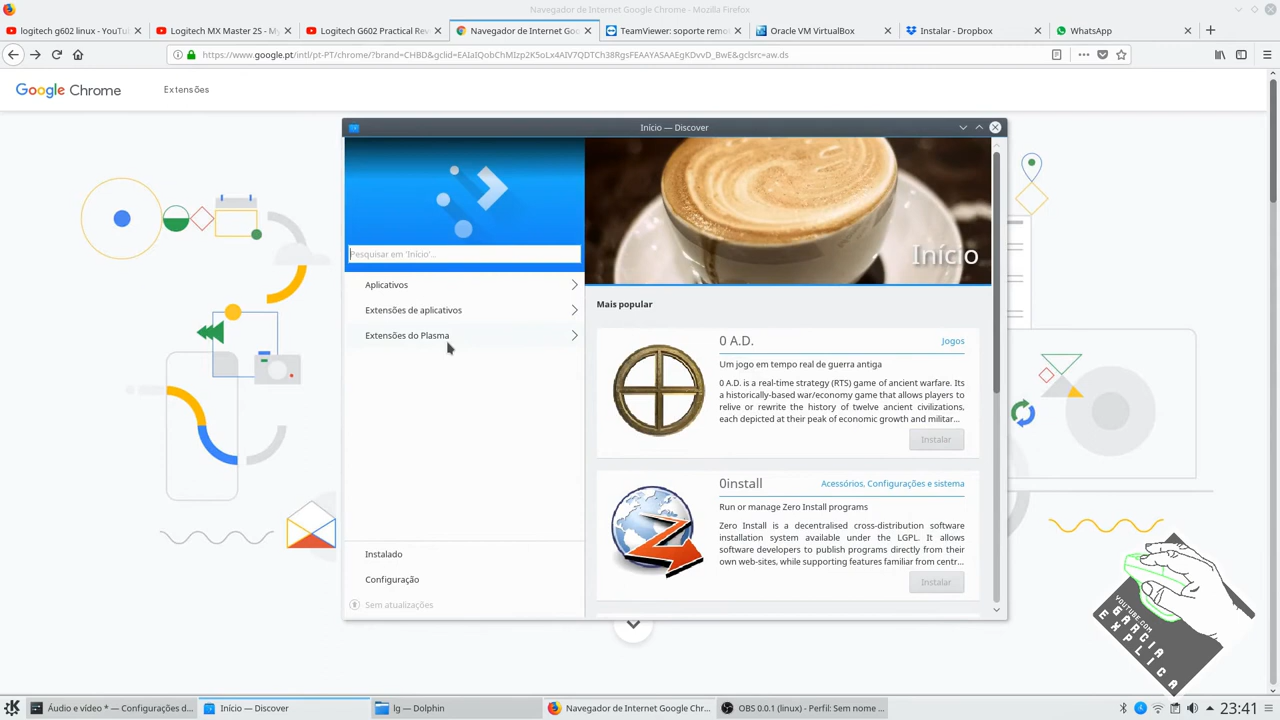 Navegador de Internet Google Chrome - Mozilla Firefox
logitech g602 linux - YouTu
Logitech MX Master 2S - My
Logitech G602 Practical Rev
Navegador de Internet Goo
TeamViewer: soporte remo
Oracle VM VirtualBox
Instalar - Dropbox
WhatsApp
https://www.google.pt/intl/pt-PT/chrome/?brand=CHBD&gclid=EAIaIQobChMIzp2K5oLx4AIV7QDTCh38RgsFEAAYASAAEgKDvvD_BwE&gclsrc=aw.ds
Google Chrome
Extensões
Início — Discover
Pesquisar em 'Início'...
Início
Aplicativos
Extensões de aplicativos
Extensões do Plasma
Mais popular
0 A.D.
Jogos
Um jogo em tempo real de guerra antiga
0 A.D. is a real-time strategy (RTS) game of ancient warfare. Its
a historically-based war/economy game that allows players to
relive or rewrite the history of twelve ancient civilizations,
each depicted at their peak of economic growth and militar...
Instalar
0install
Acessórios, Configurações e sistema
Run or manage Zero Install programs
Zero Install is a decentralised cross-distribution software
installation system available under the LGPL. It allows
software developers to publish programs directly from their
own web-sites, while supporting features familiar from centr...
Instalar
Instalado
Configuração
Sem atualizações
YOUTUBE.COM
EGARCIA
EXPLICA
Áudio e vídeo * — Configurações d...
Início — Discover
lg — Dolphin
Navegador de Internet Google Chr...
OBS 0.0.1 (linux) - Perfil: Sem nome ...
23:41